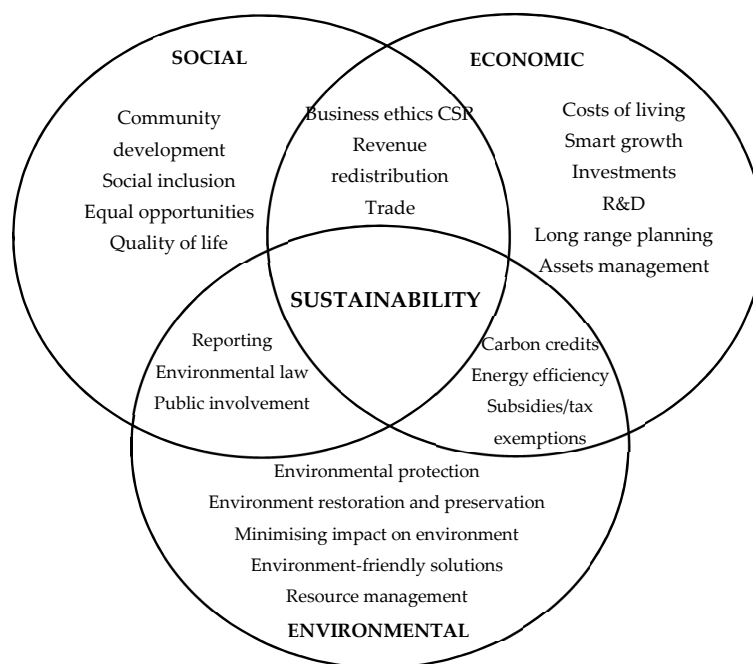 SOCIAL
Community
development
Social inclusion
Equal opportunities
Quality of life
Business ethics CSR
Revenue
redistribution
Trade
ECONOMIC
Costs of living
Smart growth
Investments
R&D
Long range planning
Assets management
SUSTAINABILITY
Reporting
Environmental law
Public involvement
Carbon credits
Energy efficiency
Subsidies/tax
exemptions
Environmental protection
Environment restoration and preservation
Minimising impact on environment
Environment-friendly solutions
Resource management
ENVIRONMENTAL